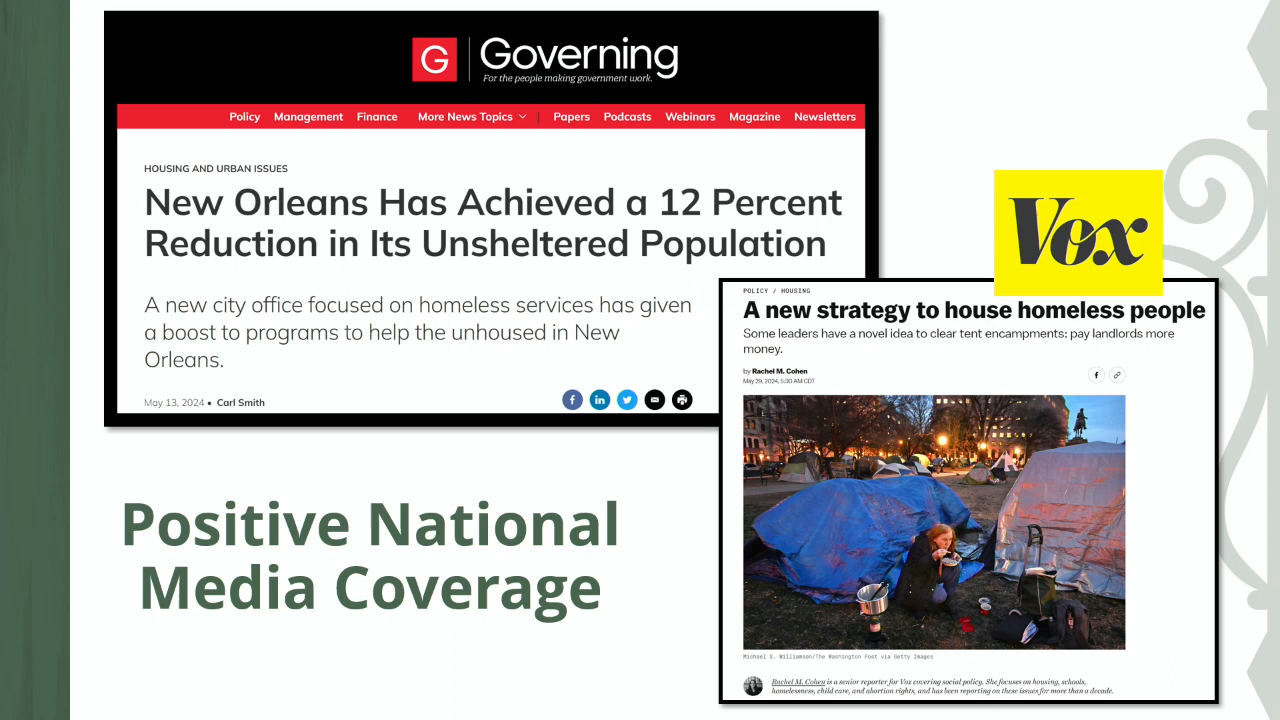 G
Governing
For the people making government work.
Policy Management Finance More News Topics | Papers Podcasts Webinars Magazine Newsletters
HOUSING AND URBAN ISSUES
New Orleans Has Achieved a 12 Percent
Reduction in Its Unsheltered Population
A new city office focused on homeless services has given
a boost to programs to help the unhoused in New
Orleans.
May 13, 2024 • Carl Smith
Vox
POLICY / HOUSING
A new strategy to house homeless people
Some leaders have a novel idea to clear tent encampments: pay landlords more
money.
by Rachel M. Cohen
May 29, 2024, 5:30 AM CDT
Michael S. Williamson/The Washington Post via Getty Images
Rachel M. Cohen is a senior reporter for Vox covering social policy. She focuses on housing, schools,
homelessness, child care, and abortion rights, and has been reporting on these issues for more than a decade.
Positive National
Media Coverage